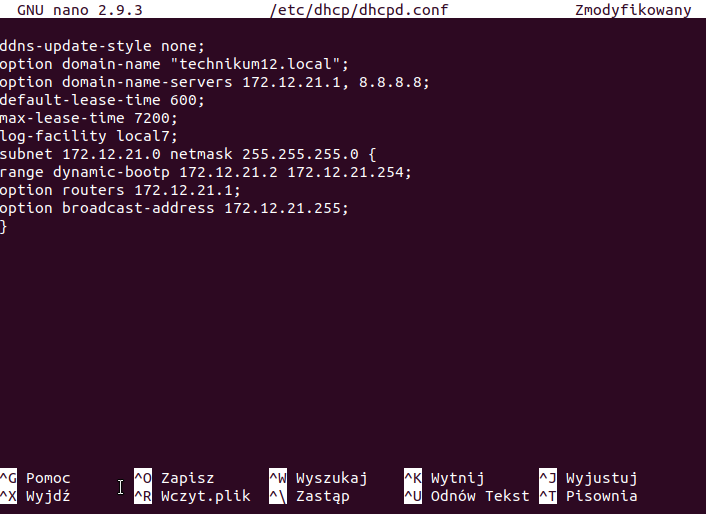 GNU nano 2.9.3 /etc/dhcp/dhcpd.conf Zmodyfikowany
ddns-update-style none;
option domain-name "technikum12.local";
option domain-name-servers 172.12.21.1, 8.8.8.8;
default-lease-time 600;
max-lease-time 7200;
log-facility local7;
subnet 172.12.21.0 netmask 255.255.255.0 {
range dynamic-bootp 172.12.21.2 172.12.21.254;
option routers 172.12.21.1;
option broadcast-address 172.12.21.255;
}
^G Pomoc ^O Zapisz ^W Wyszukaj ^K Wytnij ^J Wyjustuj
^X Wyjdź ^R Wczyt.plik ^\ Zastąp ^U Odnów Tekst ^T Pisownia